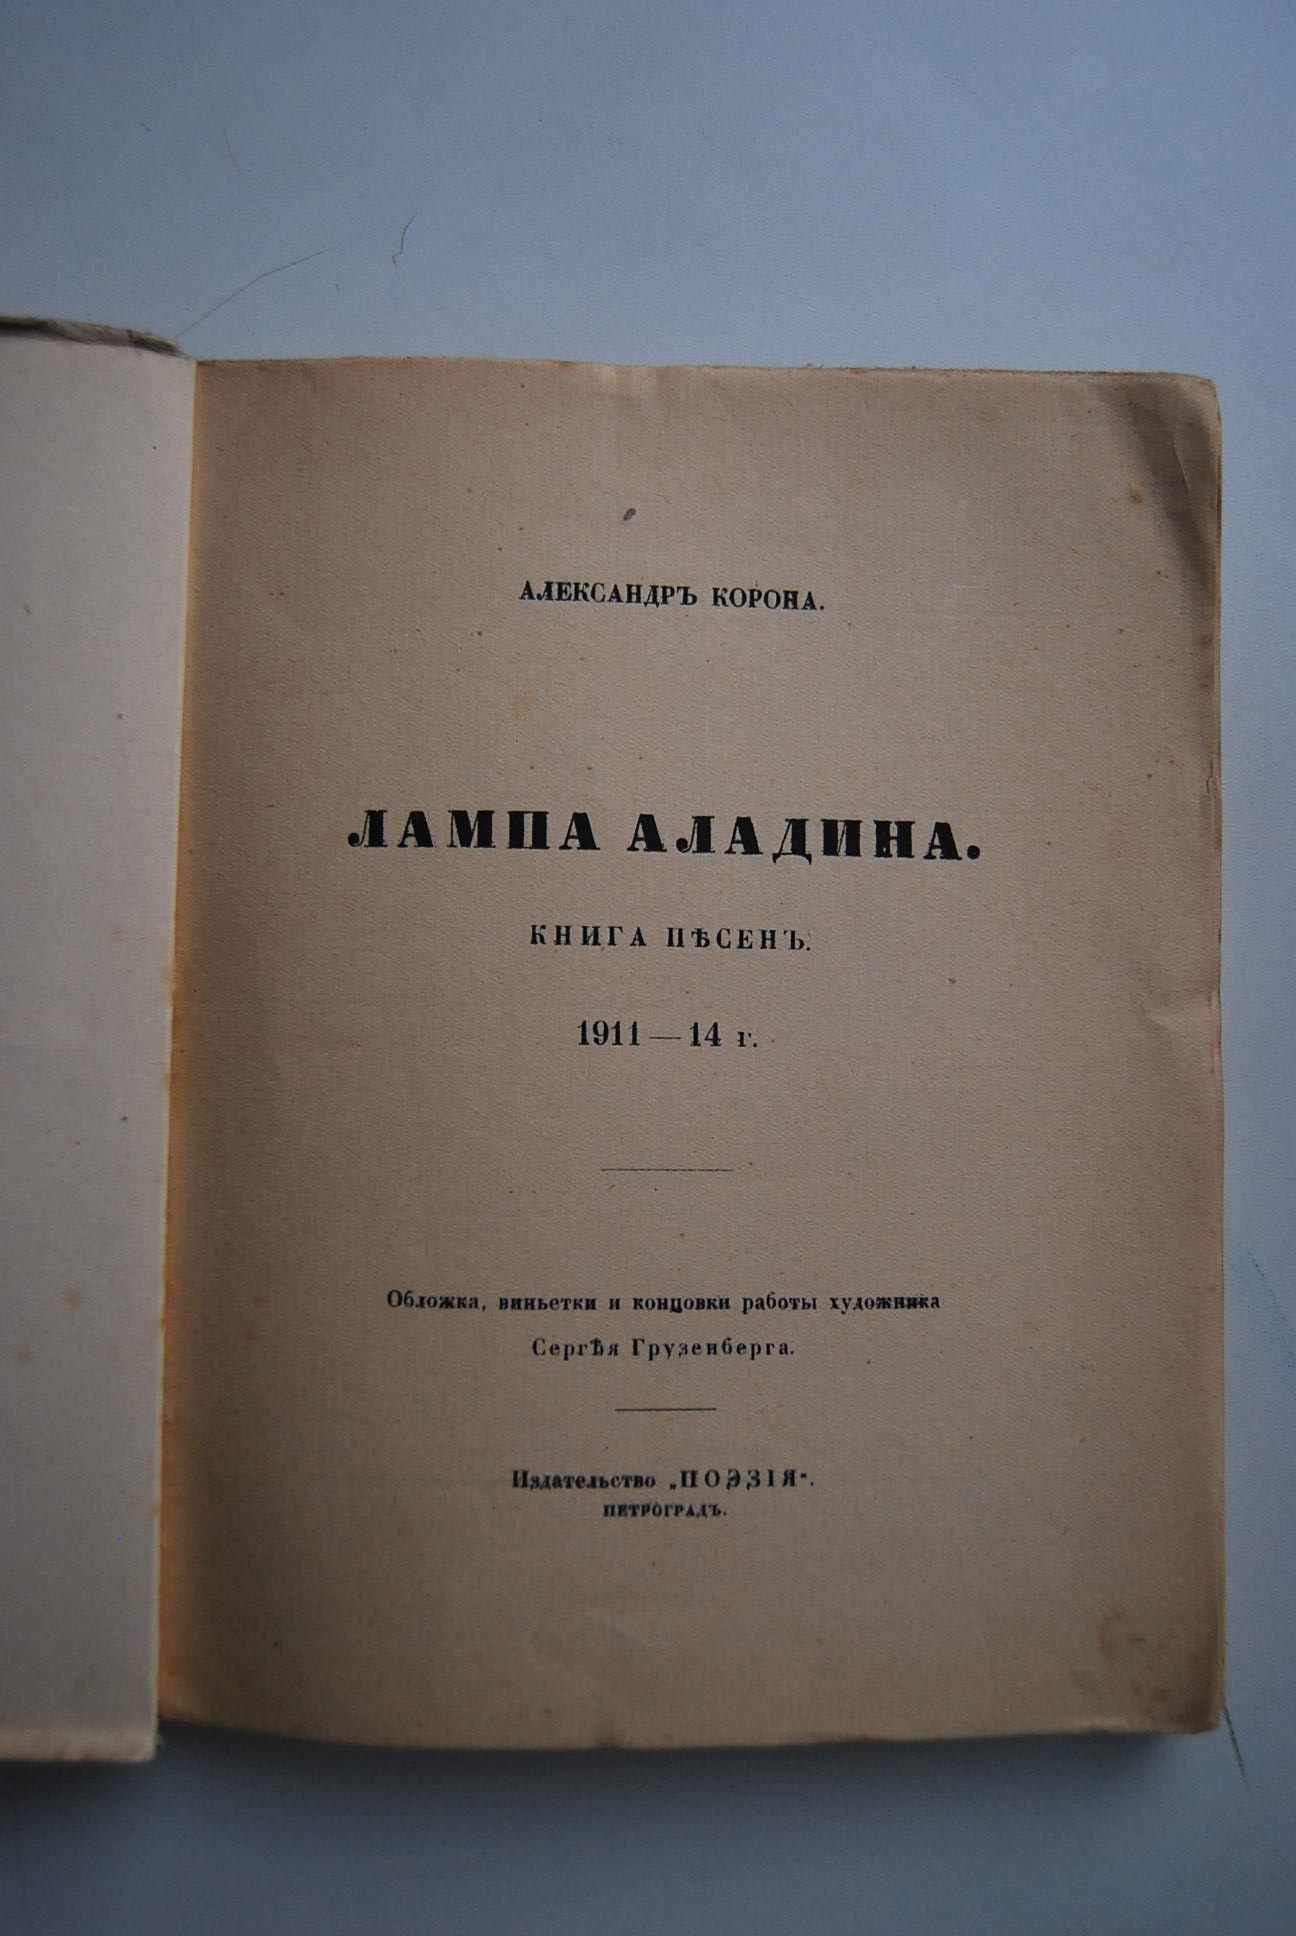 АЛЕКСАНДРЪ КОРОНА.
ЛАМПА АЛАДИНА.
КНИГА ПѢСЕНЪ.
1911—14 г.
Обложка, виньетки и концовки работы художника
Сергѣя Грузенберга.
Издательство „ПОЭЗІЯ“.
ПЕТРОГРАДЪ.